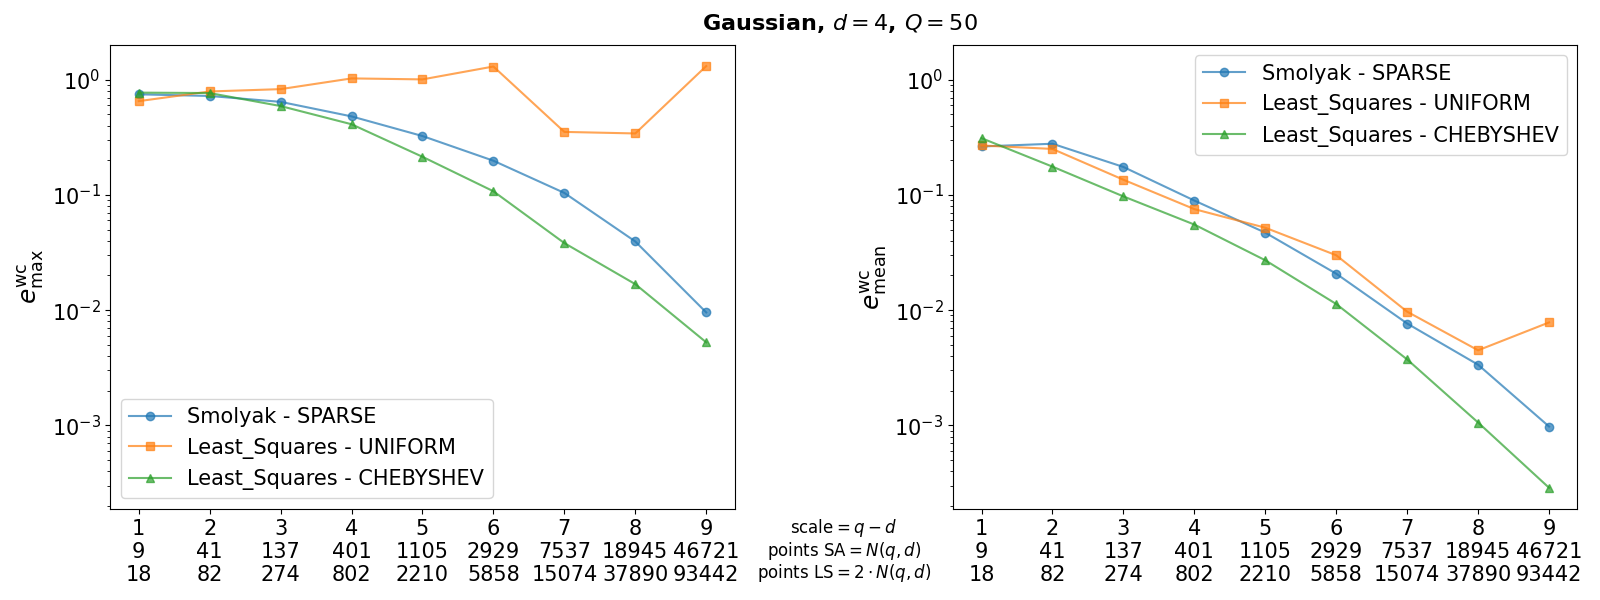 Gaussian, d = 4, Q = 50
10⁰
10⁻¹
10⁻²
10⁻³
e^wc_max
Smolyak - SPARSE
Least_Squares - UNIFORM
Least_Squares - CHEBYSHEV
1 2 3 4 5 6 7 8 9
9 41 137 401 1105 2929 7537 18945 46721
18 82 274 802 2210 5858 15074 37890 93442
scale = q − d
points SA = N(q, d)
points LS = 2 · N(q, d)
10⁰
10⁻¹
10⁻²
10⁻³
e^wc_mean
Smolyak - SPARSE
Least_Squares - UNIFORM
Least_Squares - CHEBYSHEV
1 2 3 4 5 6 7 8 9
9 41 137 401 1105 2929 7537 18945 46721
18 82 274 802 2210 5858 15074 37890 93442